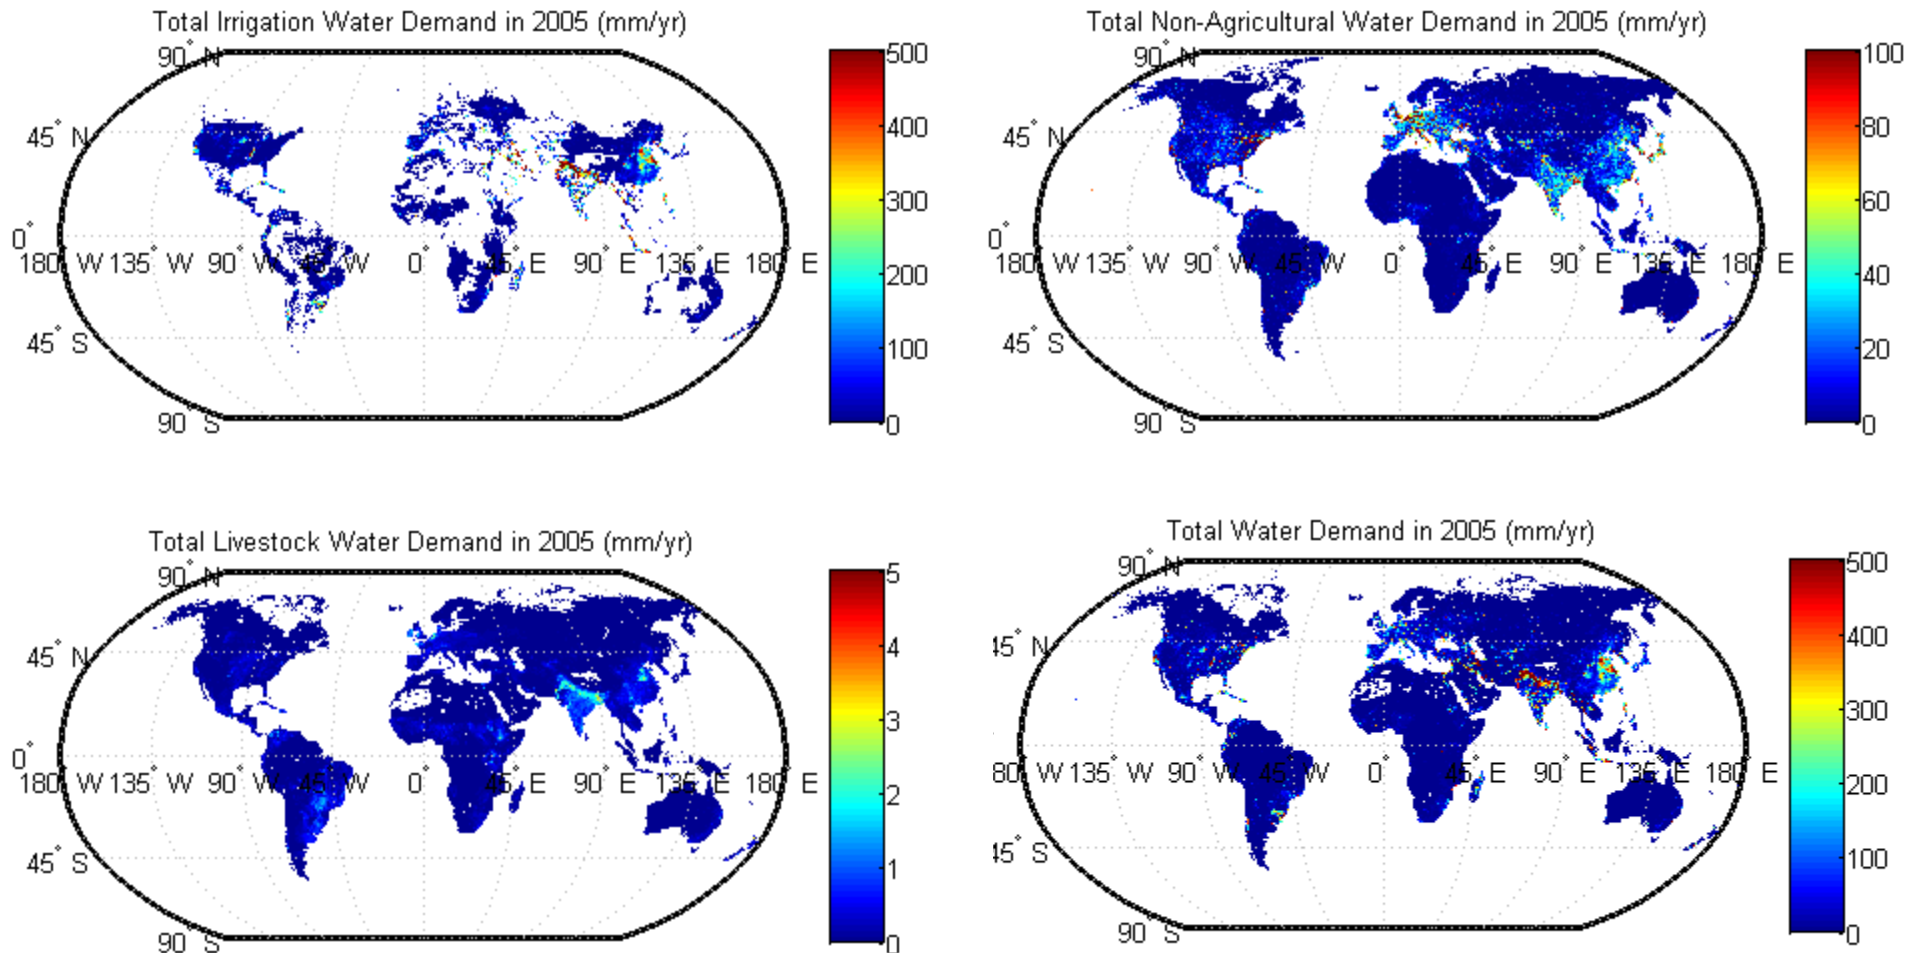 Total Irrigation Water Demand in 2005 (mm/yr)
90° N
45° N
0°
180° W 135° W 90° W 45° W 0° 45° E 90° E 135° E 180° E
45° S
90° S
500
400
300
200
100
0
Total Non-Agricultural Water Demand in 2005 (mm/yr)
90° N
45° N
0°
180° W 135° W 90° W 45° W 0° 45° E 90° E 135° E 180° E
45° S
90° S
100
80
60
40
20
0
Total Livestock Water Demand in 2005 (mm/yr)
90° N
45° N
0°
180° W 135° W 90° W 45° W 0° 45° E 90° E 135° E 180° E
45° S
90° S
5
4
3
2
1
0
Total Water Demand in 2005 (mm/yr)
90° N
45° N
80° W 135° W 90° W 45° W 0° 45° E 90° E 135° E 180° E
45° S
90° S
500
400
300
200
100
0